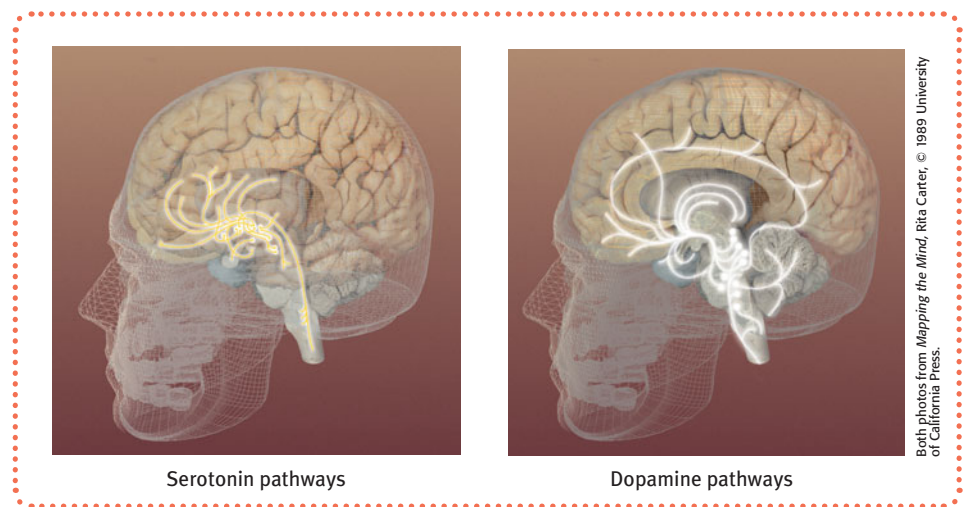 Serotonin pathways
Dopamine pathways
Both photos from Mapping the Mind, Rita Carter, © 1989 University
of California Press.